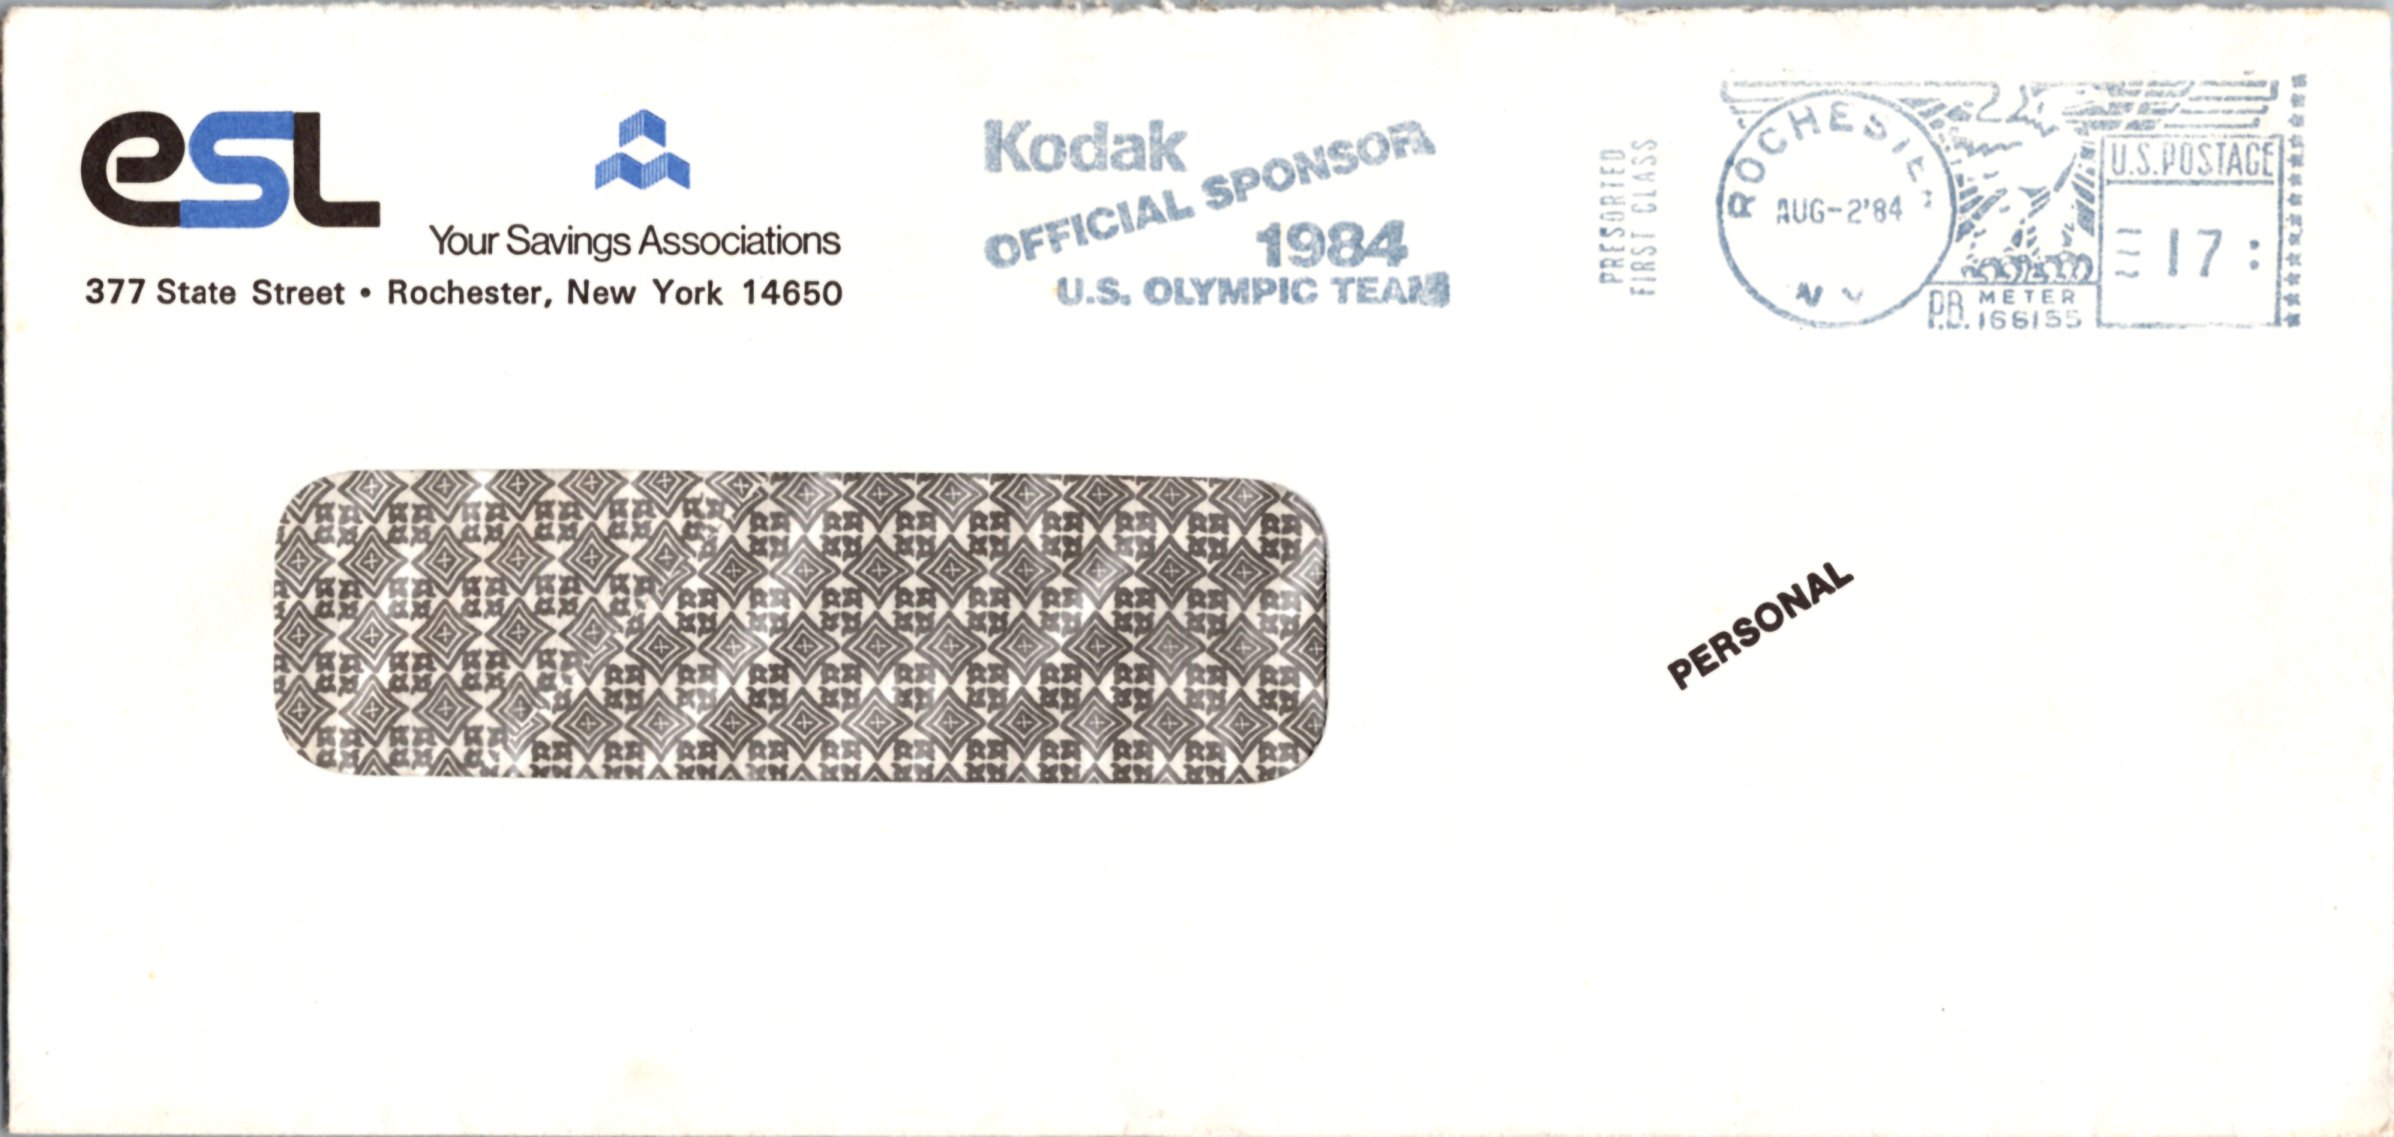 esl
Your Savings Associations
377 State Street • Rochester, New York 14650
Kodak
OFFICIAL SPONSOR
1984
U.S. OLYMPIC TEAM
PRESORTED
FIRST CLASS
ROCHESTER
AUG-2'84
N Y
U.S. POSTAGE
17
P.B. METER
166155
PERSONAL